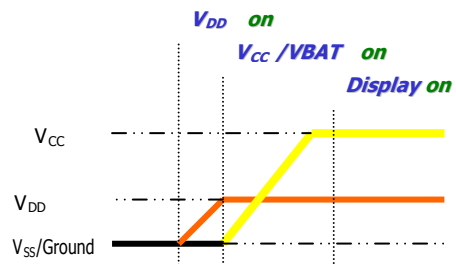 VDD on
VCC /VBAT on
Display on
VCC
VDD
VSS/Ground